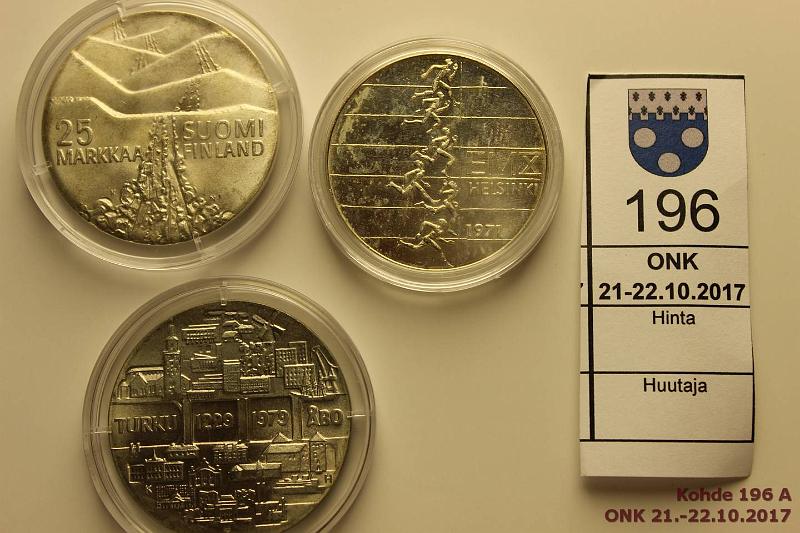 25 SUOMI
MARKKAA FINLAND
HELSINKI
1971
TURKU 1229 1979 ÅBO
K H
196
ONK
21-22.10.2017
Hinta
Huutaja
Kohde 196 A
ONK 21.-22.10.2017